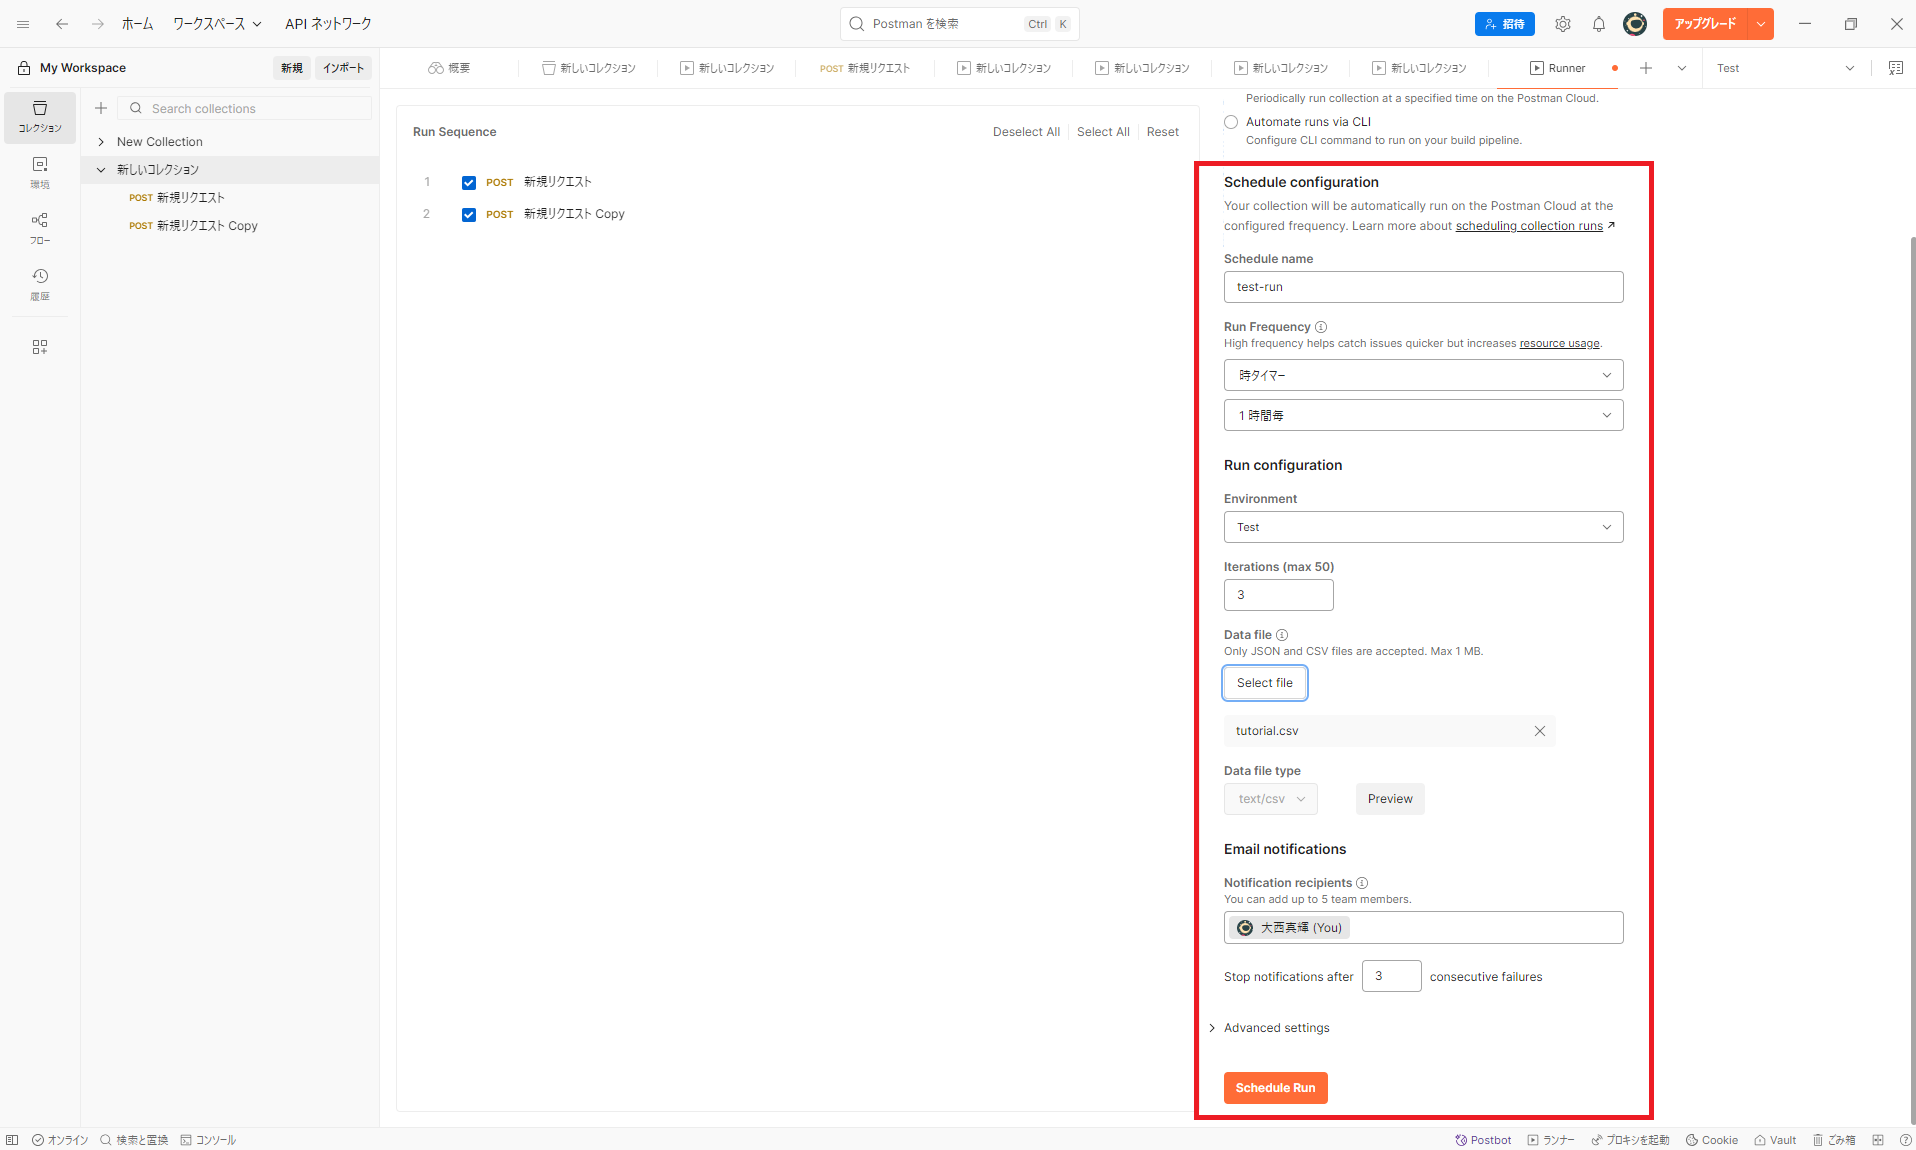 ホーム
ワークスペース
API ネットワーク
Postman を検索
Ctrl K
招待
アップグレード
My Workspace
新規
インポート
概要
新しいコレクション
新しいコレクション
POST 新規リクエスト
新しいコレクション
新しいコレクション
新しいコレクション
新しいコレクション
Runner
Test
コレクション
環境
フロー
履歴
Search collections
New Collection
新しいコレクション
POST 新規リクエスト
POST 新規リクエスト Copy
Run Sequence
Deselect All
Select All
Reset
1 POST 新規リクエスト
2 POST 新規リクエスト Copy
Periodically run collection at a specified time on the Postman Cloud.
Automate runs via CLI
Configure CLI command to run on your build pipeline.
Schedule configuration
Your collection will be automatically run on the Postman Cloud at the
configured frequency. Learn more about scheduling collection runs
Schedule name
test-run
Run Frequency
High frequency helps catch issues quicker but increases resource usage.
時タイマー
1 時間毎
Run configuration
Environment
Test
Iterations (max 50)
3
Data file
Only JSON and CSV files are accepted. Max 1 MB.
Select file
tutorial.csv
Data file type
text/csv
Preview
Email notifications
Notification recipients
You can add up to 5 team members.
大西真輝 (You)
Stop notifications after 3 consecutive failures
Advanced settings
Schedule Run
オンライン
検索と置換
コンソール
Postbot
ランナー
プロキシを起動
Cookie
Vault
ごみ箱